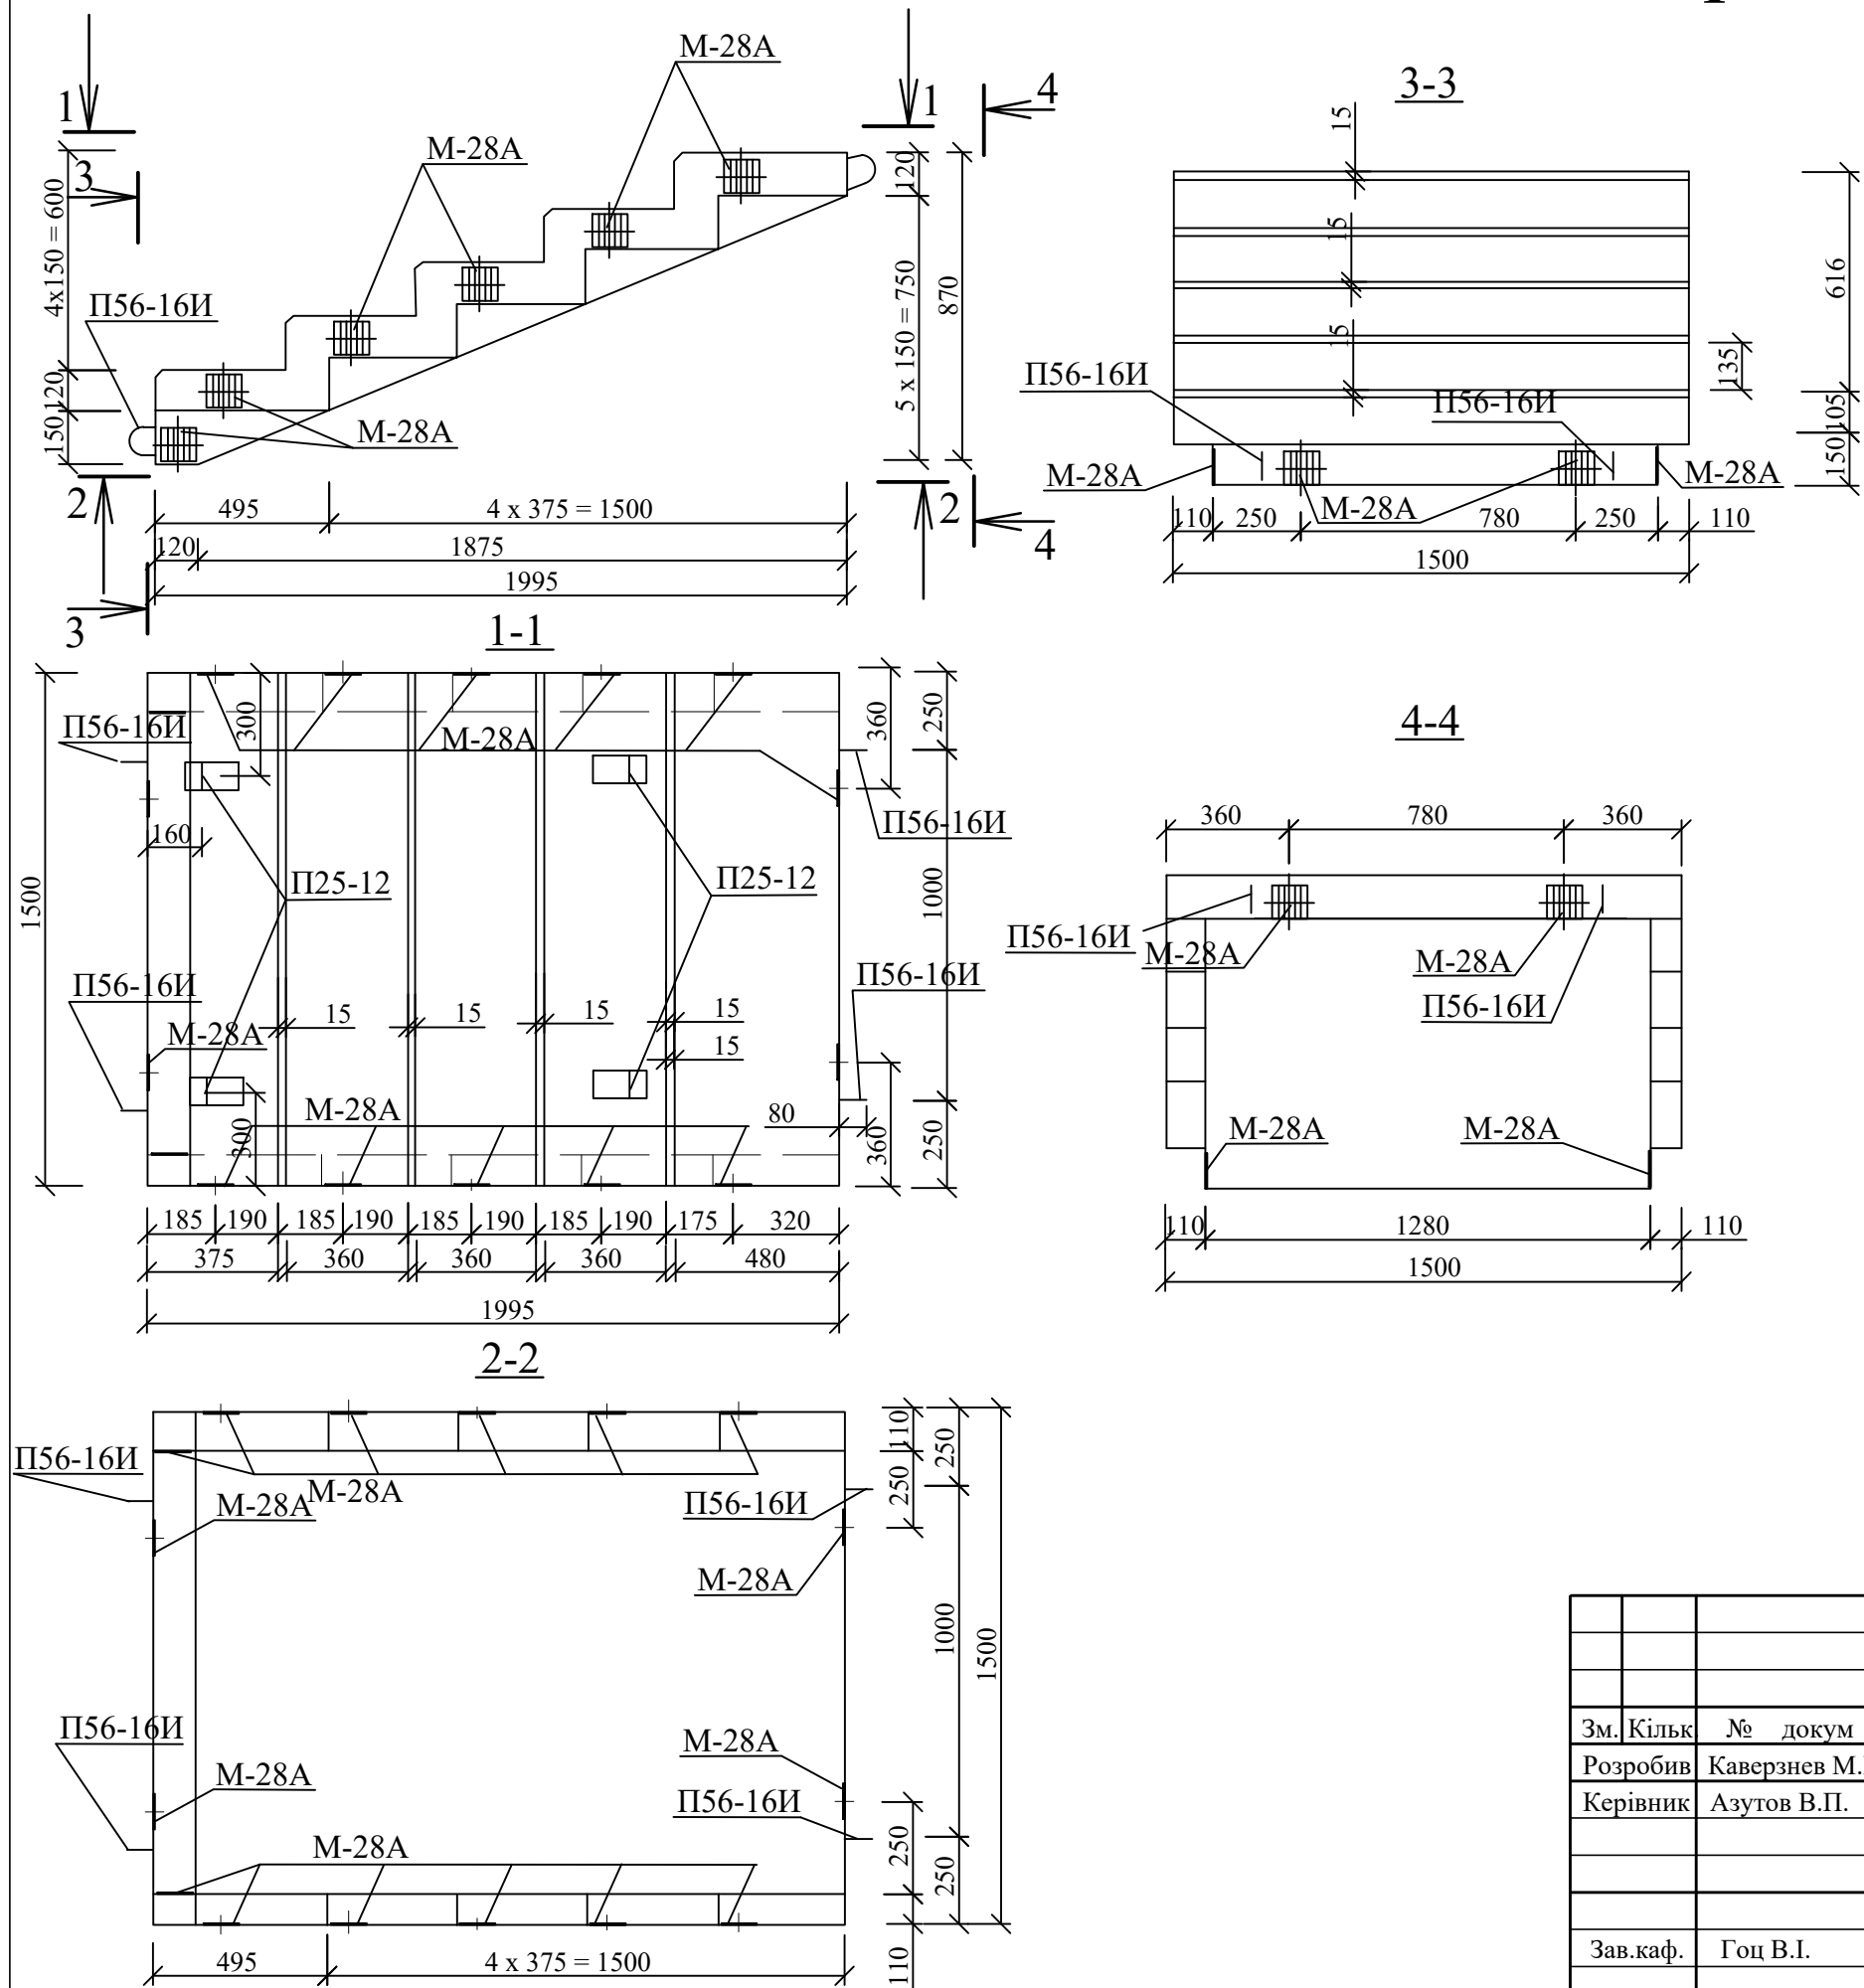 М-28А
1
1
4
3-3
15
М-28А
3
120
4х150 = 600
П56-16И
5 x 150 = 750
870
15
616
15
135
П56-16И
П56-16И
120
150
М-28А
105
150
М-28А
М-28А
М-28А
2
495
4 x 375 = 1500
2
4
110
250
780
250
110
120
1875
1500
1995
3
1-1
П56-16И
300
М-28А
360
250
4-4
П56-16И
160
360
780
360
1500
П25-12
П25-12
1000
П56-16И
М-28А
М-28А
П56-16И
П56-16И
П56-16И
15
15
15
15
М-28А
15
М-28А
80
300
360
250
М-28А
М-28А
185
190
185
190
185
190
185
190
175
320
110
1280
110
375
360
360
360
480
1500
1995
2-2
110
250
П56-16И
М-28А
М-28А
П56-16И
250
М-28А
1000
1500
П56-16И
М-28А
М-28А
П56-16И
М-28А
250
250
495
4 x 375 = 1500
110
Зм. Кільк № докум
Розробив Каверзнев М.
Керівник Азутов В.П.
Зав.каф. Гоц В.І.